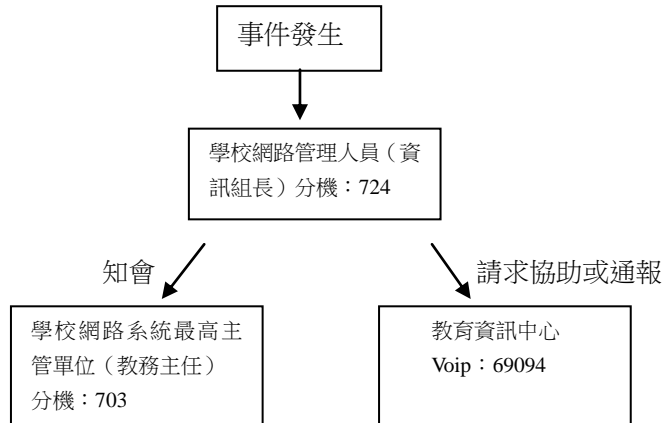 事件發生
學校網路管理人員（資
訊組長）分機：724
知會
請求協助或通報
學校網路系統最高主
管單位（教務主任）
分機：703
教育資訊中心
Voip：69094